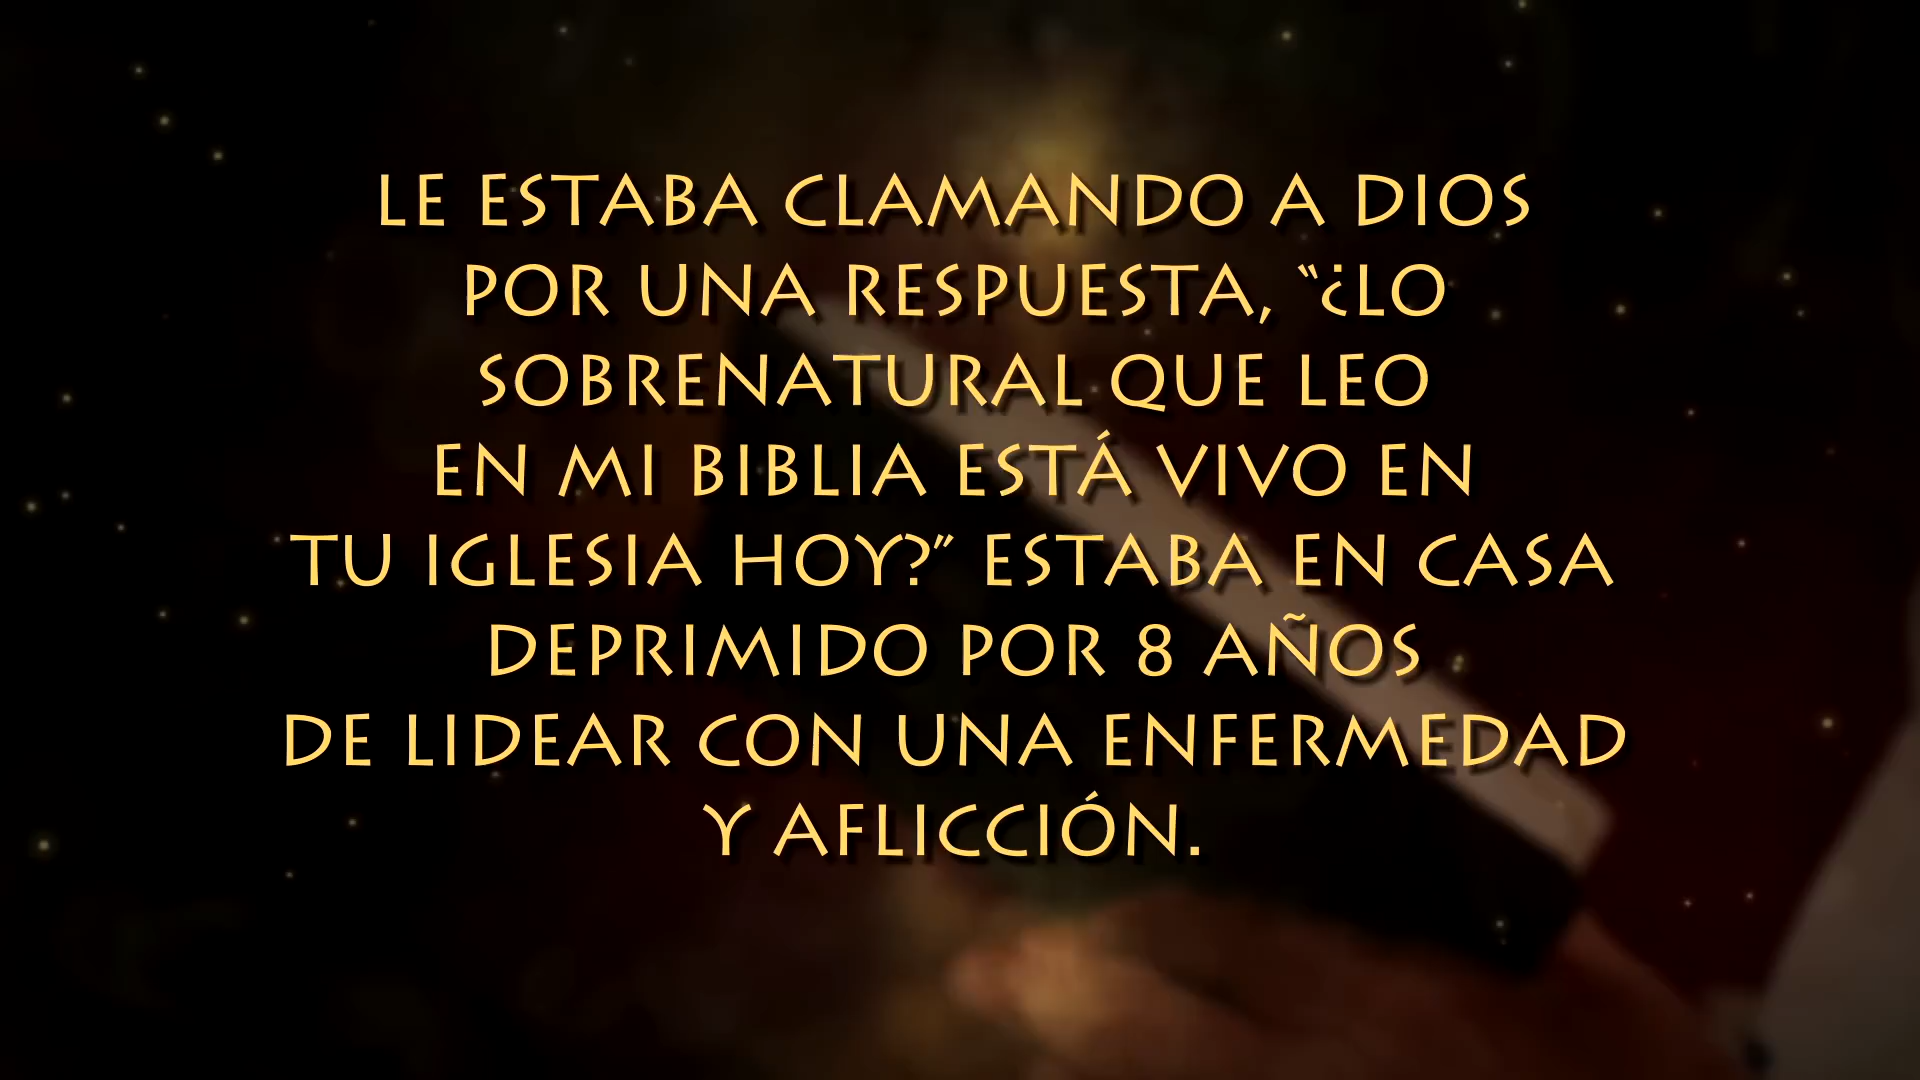 LE ESTABA CLAMANDO A DIOS
POR UNA RESPUESTA, “¿LO
SOBRENATURAL QUE LEO
EN MI BIBLIA ESTÁ VIVO EN
TU IGLESIA HOY?” ESTABA EN CASA
DEPRIMIDO POR 8 AÑOS
DE LIDEAR CON UNA ENFERMEDAD
Y AFLICCIÓN.